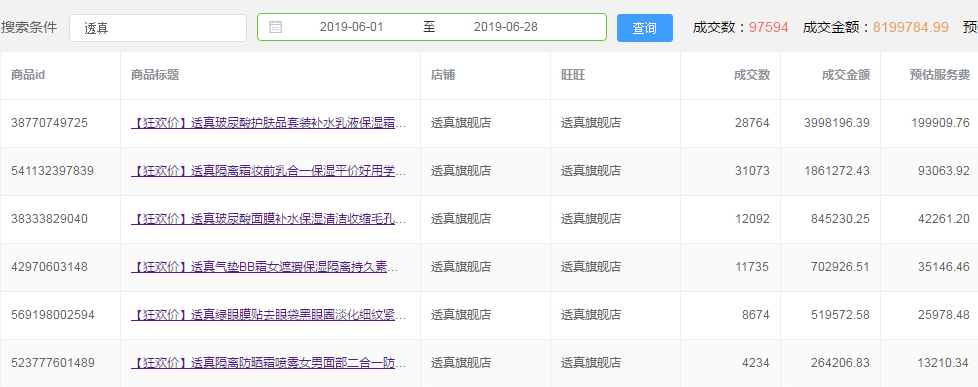 搜索条件 透真 2019-06-01 至 2019-06-28 查询 成交数：97594 成交金额：8199784.99 预
商品id 商品标题 店铺 旺旺 成交数 成交金额 预估服务费
38770749725 【狂欢价】透真玻尿酸护肤品套装补水乳液保湿霜... 透真旗舰店 透真旗舰店 28764 3998196.39 199909.76
541132397839 【狂欢价】透真隔离霜妆前乳合一保湿平价好用学... 透真旗舰店 透真旗舰店 31073 1861272.43 93063.92
38333829040 【狂欢价】透真玻尿酸面膜补水保湿清洁收缩毛孔... 透真旗舰店 透真旗舰店 12092 845230.25 42261.20
42970603148 【狂欢价】透真气垫BB霜女遮瑕保湿隔离持久素... 透真旗舰店 透真旗舰店 11735 702926.51 35146.46
569198002594 【狂欢价】透真绿眼膜贴去眼袋黑眼圈淡化细纹紧... 透真旗舰店 透真旗舰店 8674 519572.58 25978.48
523777601489 【狂欢价】透真隔离防晒霜喷雾女男面部二合一防... 透真旗舰店 透真旗舰店 4234 264206.83 13210.34